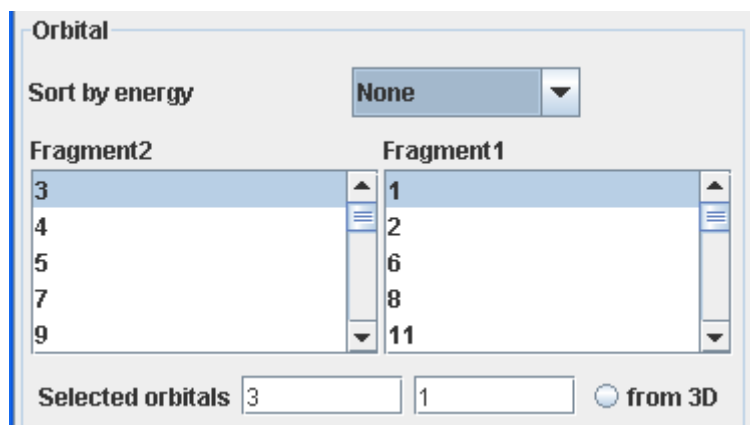 Orbital
Sort by energy None
Fragment2 Fragment1
3 1
4 2
5 6
7 8
9 11
Selected orbitals 3 1 from 3D